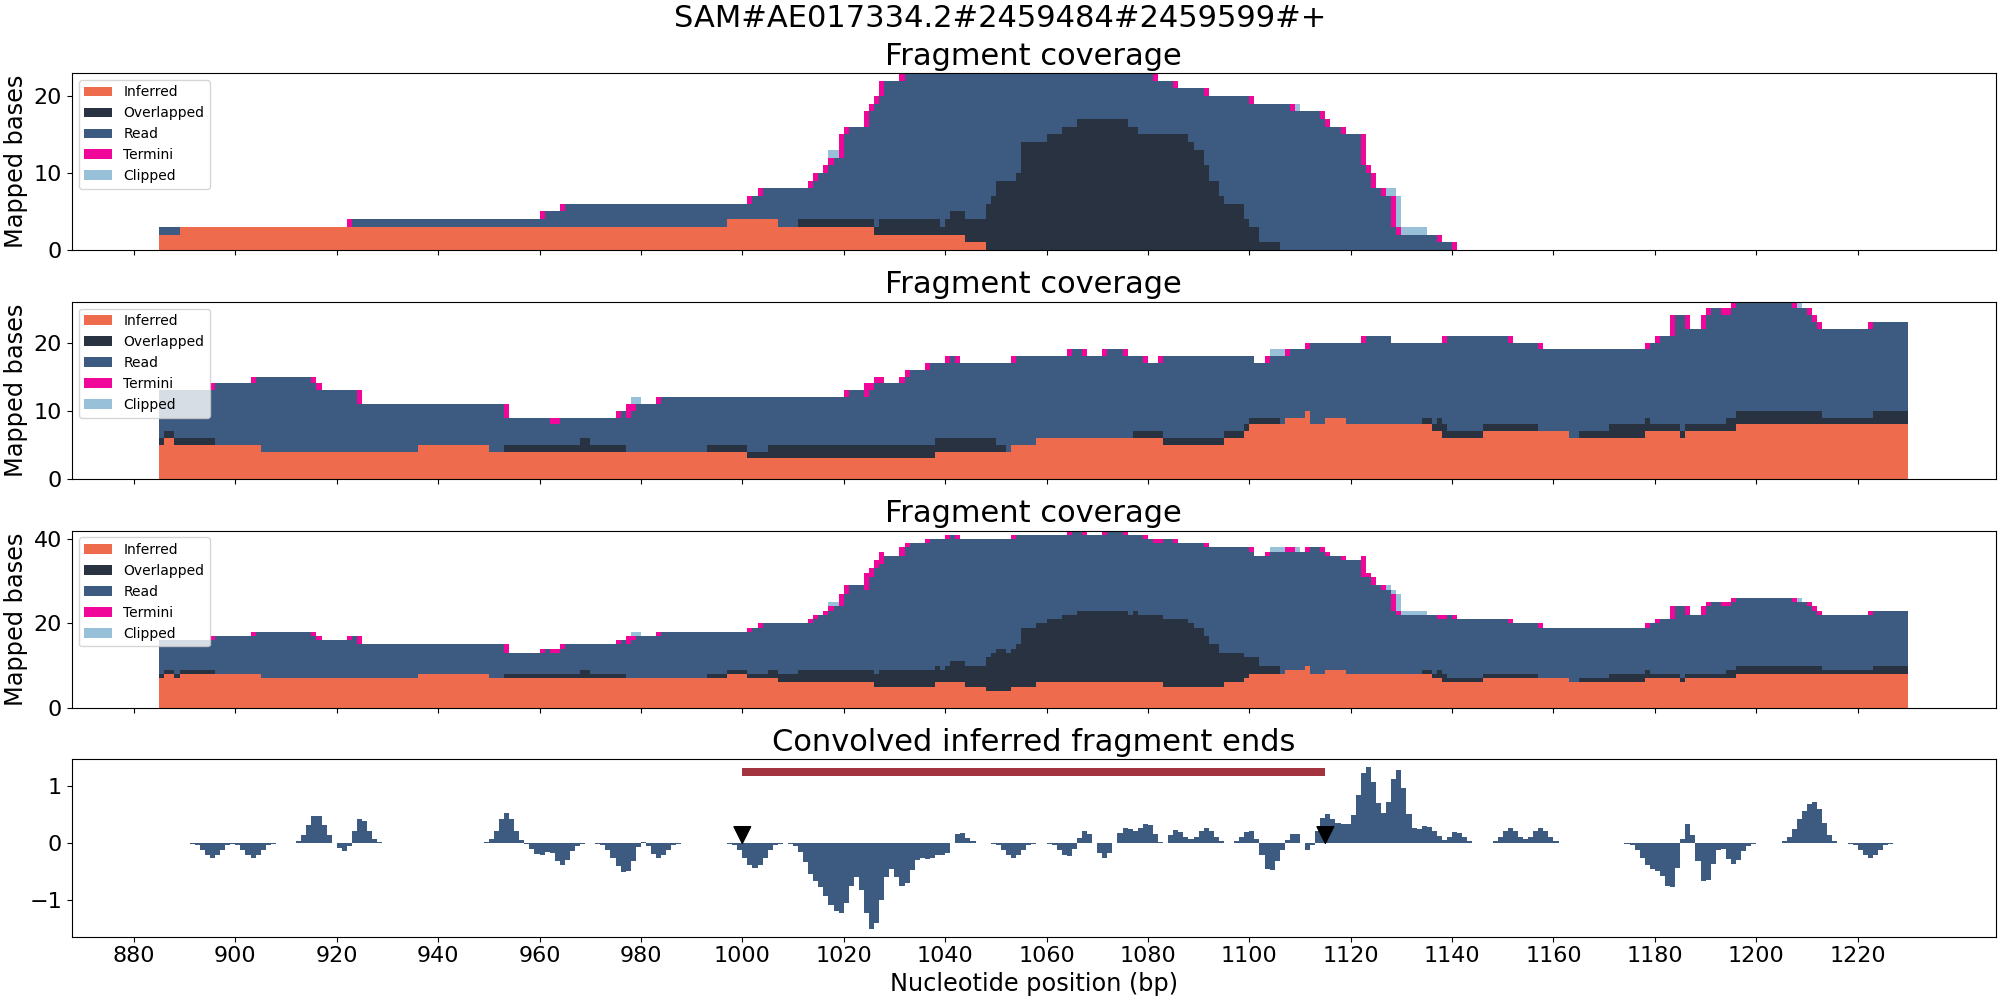 SAM#AE017334.2#2459484#2459599#+
Fragment coverage
Mapped bases
20
10
0
Inferred
Overlapped
Read
Termini
Clipped
Fragment coverage
Mapped bases
20
10
0
Inferred
Overlapped
Read
Termini
Clipped
Fragment coverage
Mapped bases
40
20
0
Inferred
Overlapped
Read
Termini
Clipped
Convolved inferred fragment ends
1
0
−1
880 900 920 940 960 980 1000 1020 1040 1060 1080 1100 1120 1140 1160 1180 1200 1220
Nucleotide position (bp)